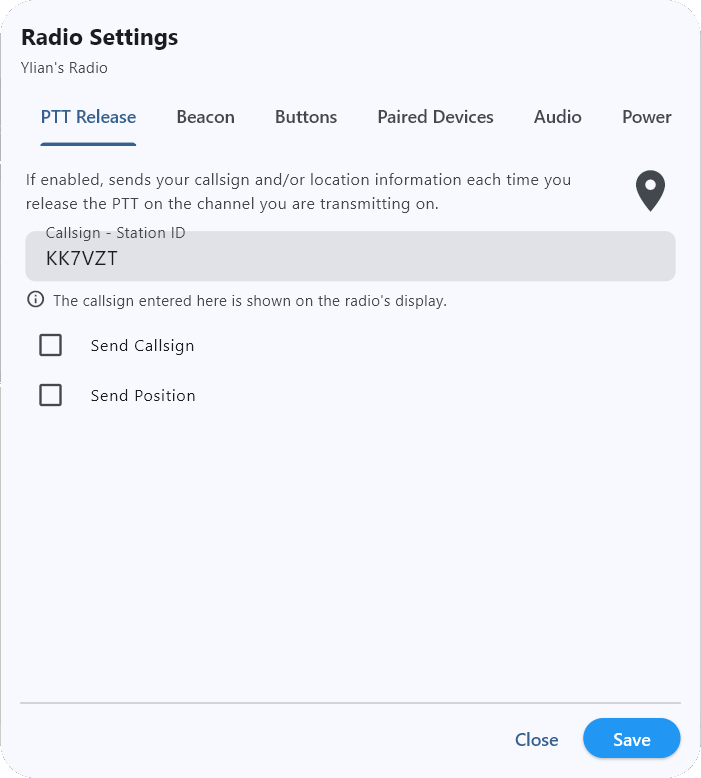 Radio Settings
Ylian's Radio
PTT Release Beacon Buttons Paired Devices Audio Power
If enabled, sends your callsign and/or location information each time you
release the PTT on the channel you are transmitting on.
Callsign - Station ID
KK7VZT
The callsign entered here is shown on the radio's display.
Send Callsign
Send Position
Close Save